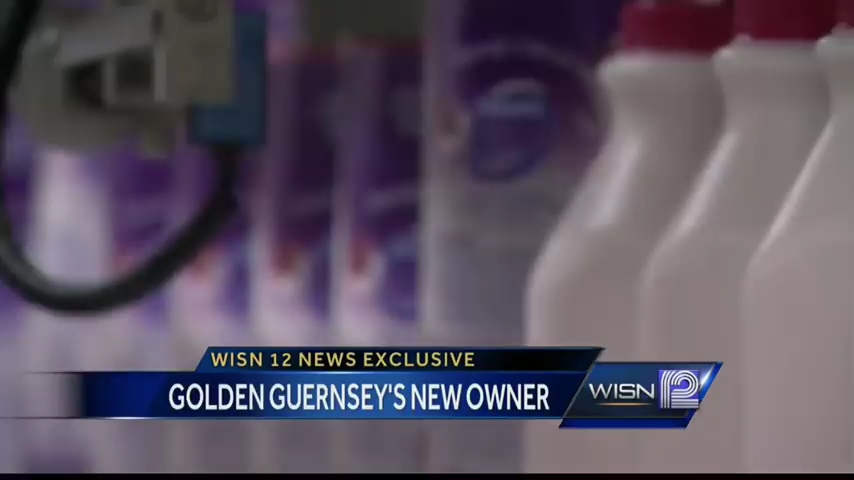 WISN 12 NEWS EXCLUSIVE
GOLDEN GUERNSEY'S NEW OWNER
WISN 12